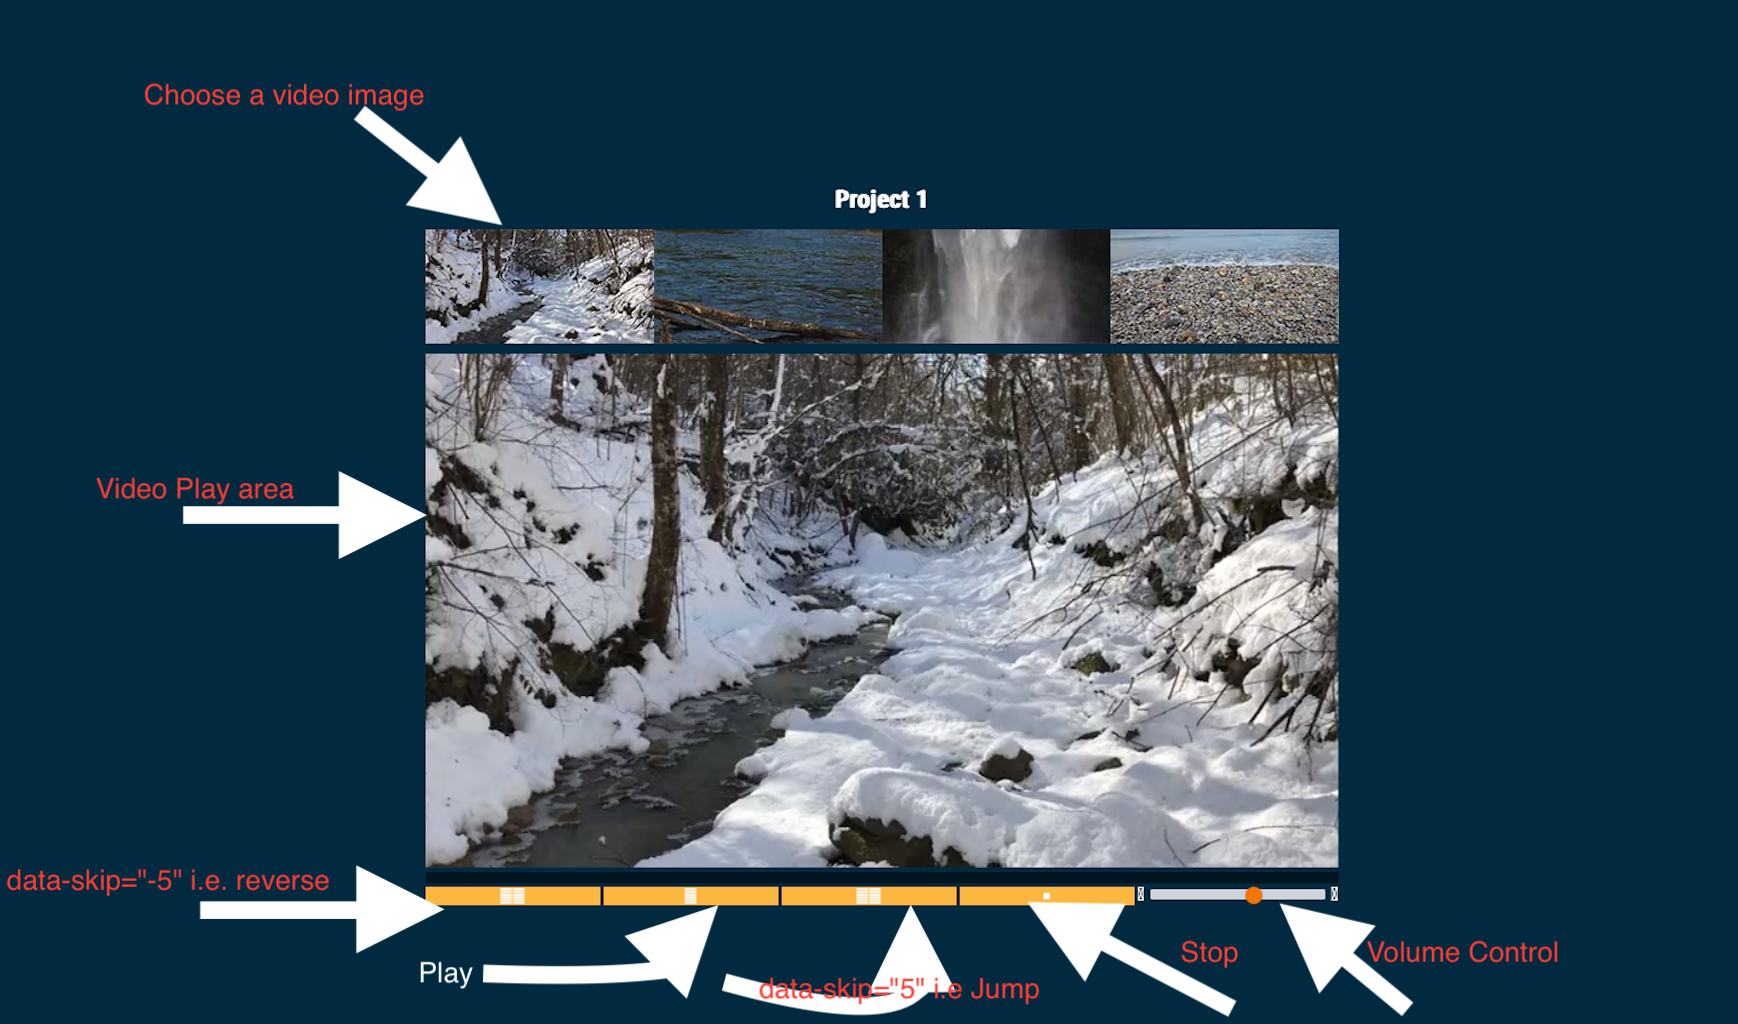 Choose a video image
Project 1
Video Play area
data-skip="-5" i.e. reverse
Play
data-skip="5" i.e Jump
Stop
Volume Control